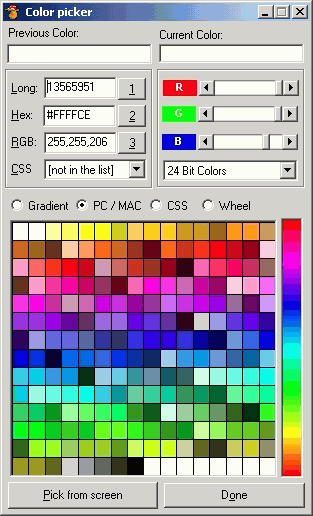 Color picker
Previous Color:
Current Color:
Long: 13565951 1
Hex: #FFFFCE 2
RGB: 255,255,206 3
CSS [not in the list]
R
G
B
24 Bit Colors
Gradient PC / MAC CSS Wheel
Pick from screen Done